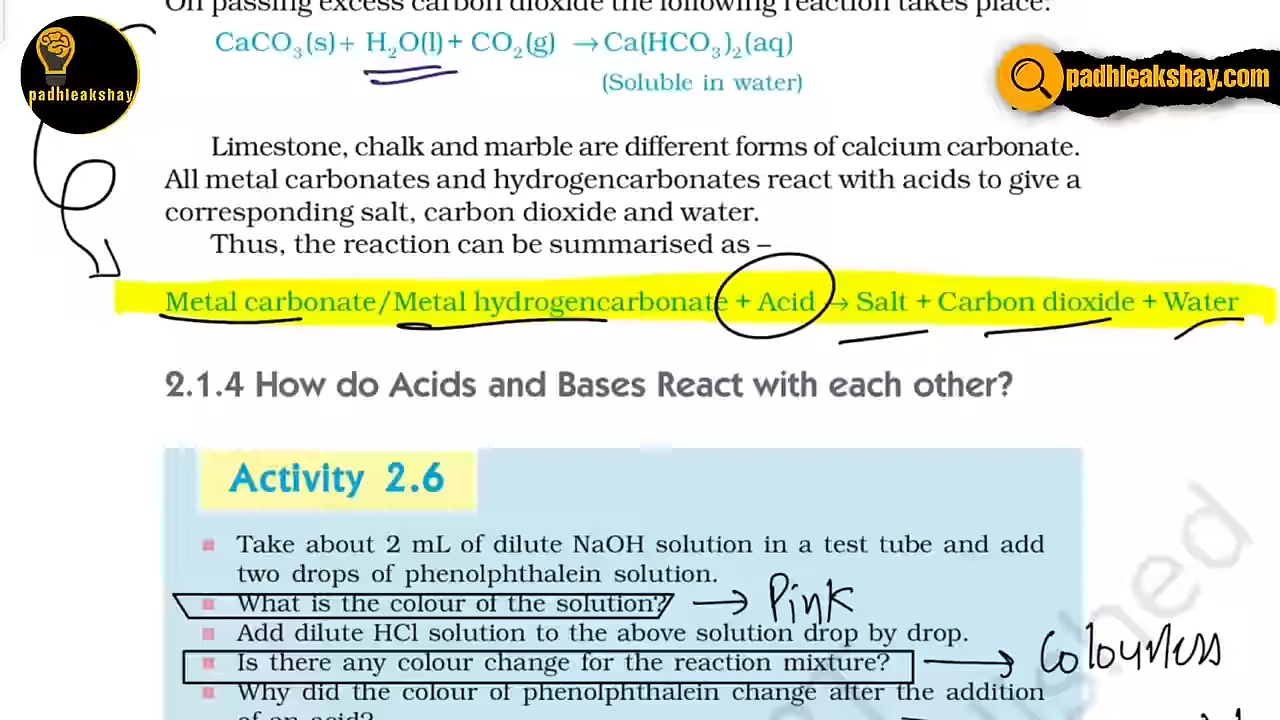 On passing excess carbon dioxide the following reaction takes place:
CaCO₃(s) + H₂O(l) + CO₂(g) → Ca(HCO₃)₂(aq)
(Soluble in water)
padhleakshay
padhleakshay.com
Limestone, chalk and marble are different forms of calcium carbonate.
All metal carbonates and hydrogencarbonates react with acids to give a
corresponding salt, carbon dioxide and water.
Thus, the reaction can be summarised as –
Metal carbonate/Metal hydrogencarbonate + Acid → Salt + Carbon dioxide + Water
2.1.4 How do Acids and Bases React with each other?
Activity 2.6
Take about 2 mL of dilute NaOH solution in a test tube and add
two drops of phenolphthalein solution.
What is the colour of the solution? → Pink
Add dilute HCl solution to the above solution drop by drop.
Is there any colour change for the reaction mixture? → Colourless
Why did the colour of phenolphthalein change after the addition
of an acid?